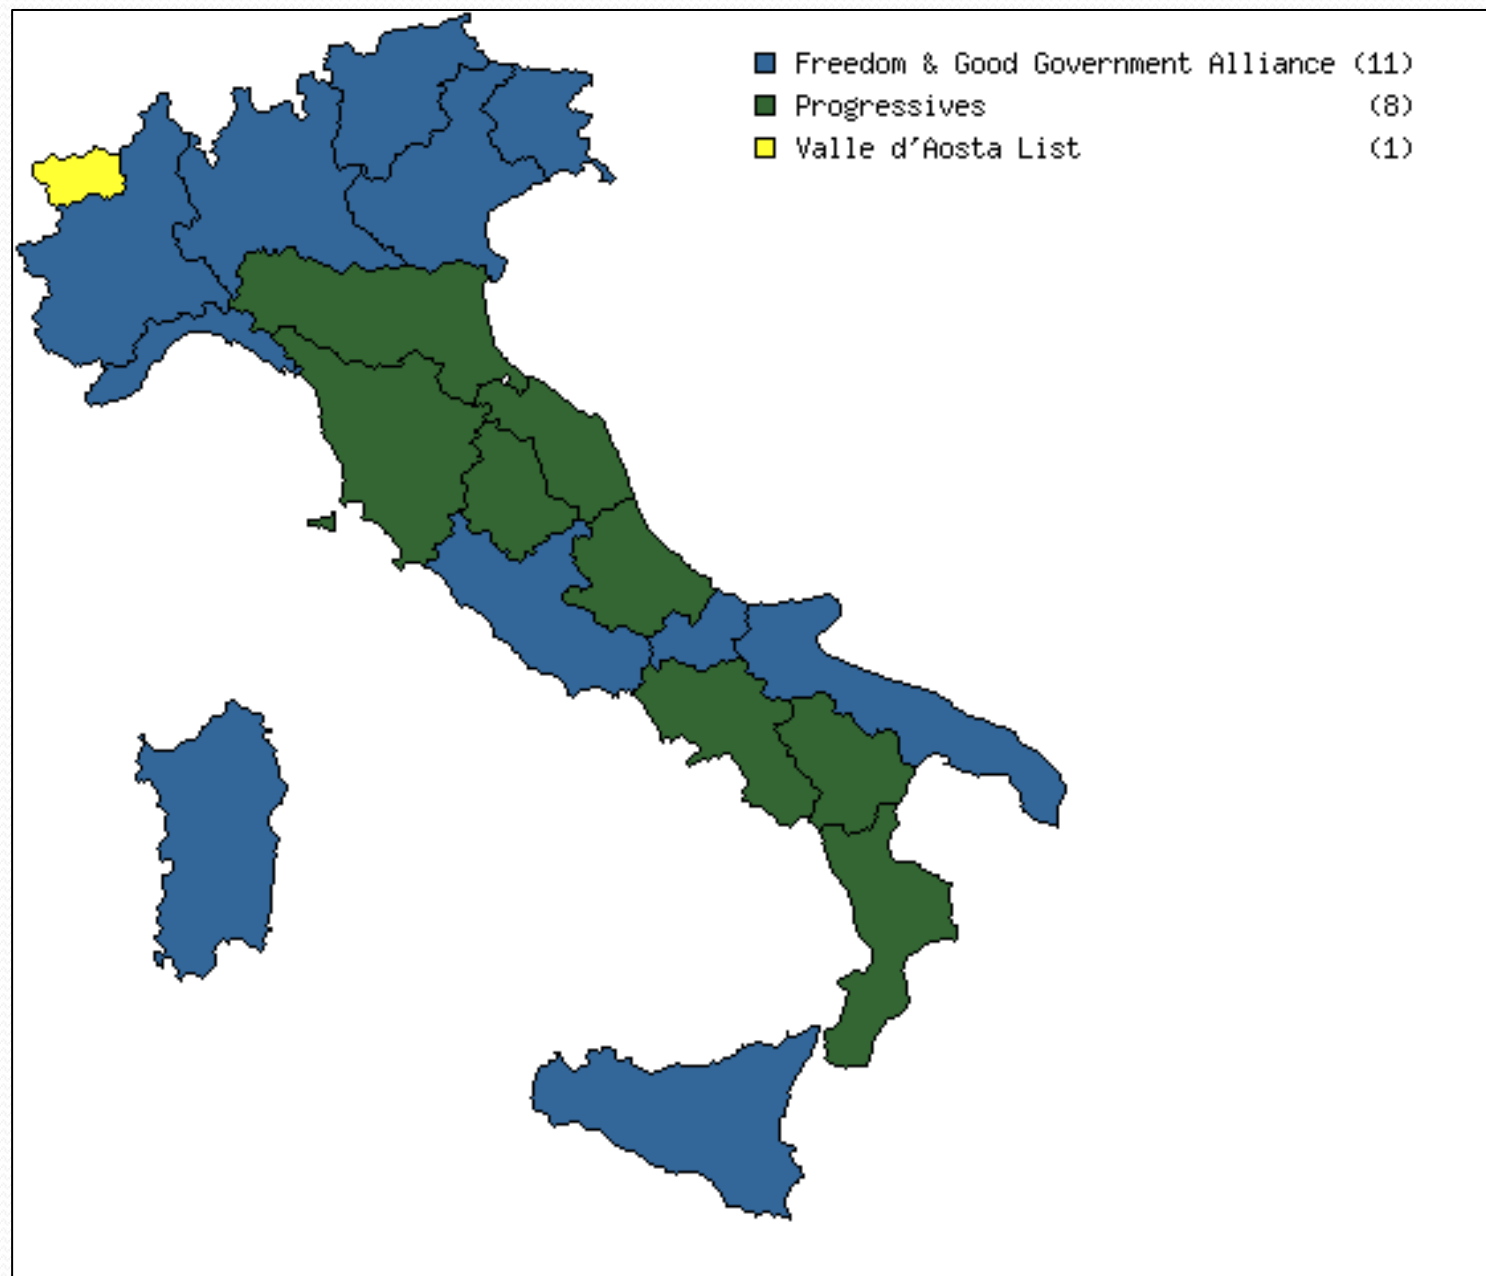 Freedom & Good Government Alliance (11)
Progressives (8)
Valle d'Aosta List (1)